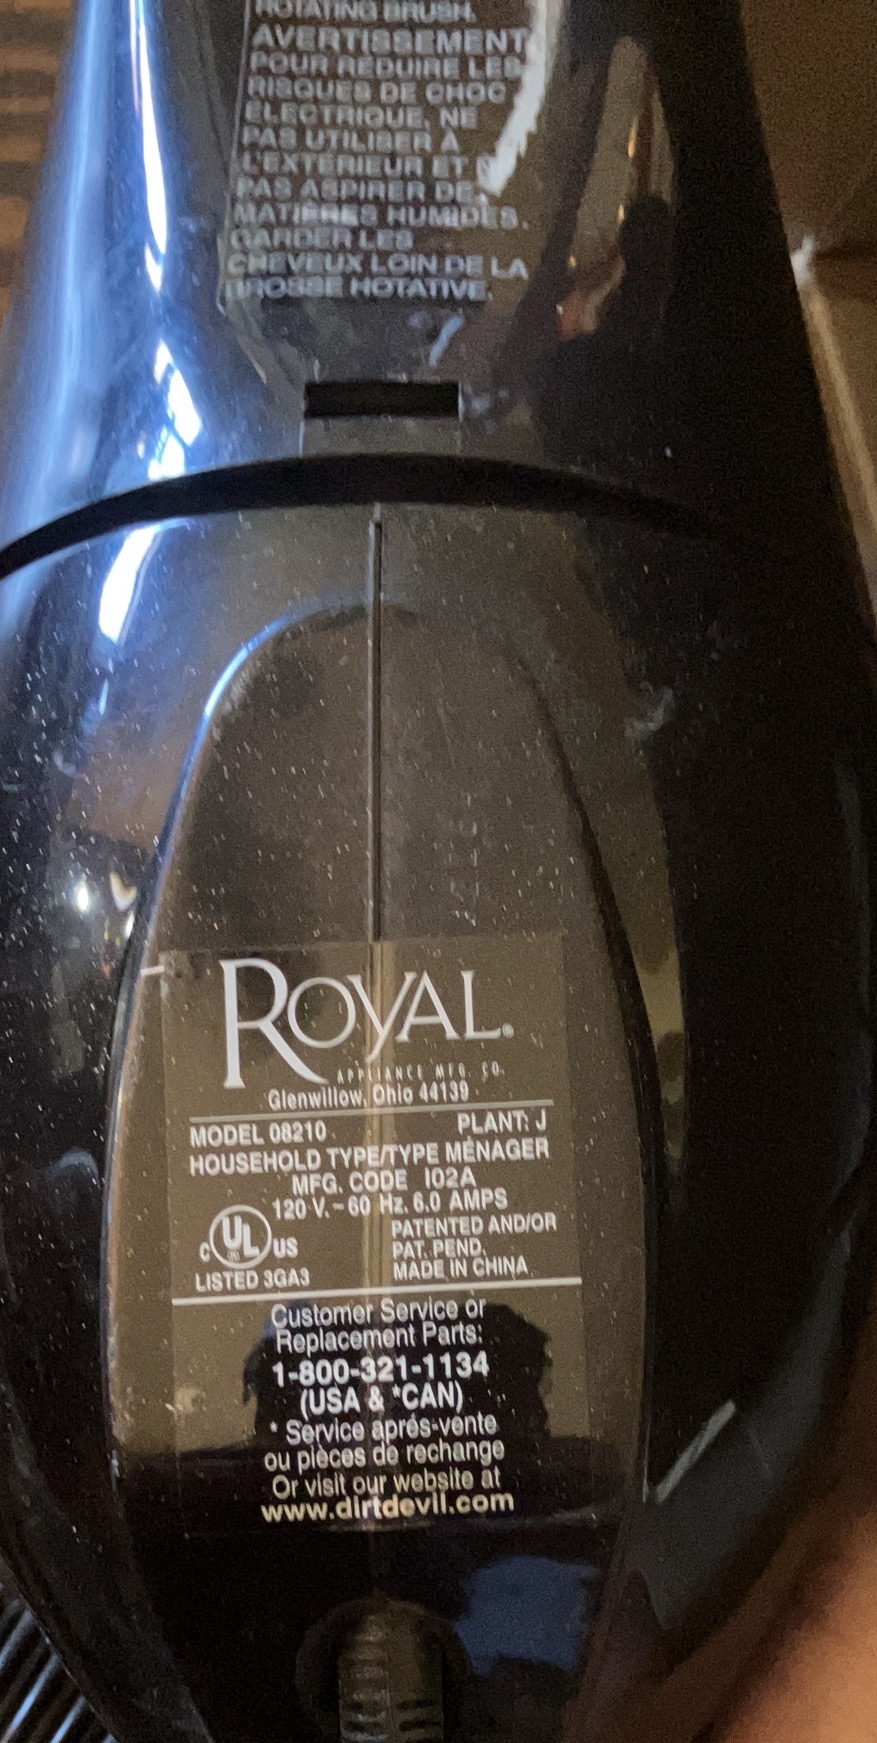 ROTATING BRUSH.
AVERTISSEMENT
POUR RÉDUIRE LES
RISQUES DE CHOC
ÉLECTRIQUE, NE
PAS UTILISER À
L'EXTÉRIEUR ET
PAS ASPIRER DE
MATIÈRES HUMIDES.
GARDER LES
CHEVEUX LOIN DE LA
BROSSE ROTATIVE.
ROYAL®
APPLIANCE MFG. CO.
Glenwillow, Ohio 44139
MODEL 08210 PLANT: J
HOUSEHOLD TYPE/TYPE MÉNAGER
MFG. CODE I02A
120 V. ~ 60 Hz. 6.0 AMPS
C UL US PATENTED AND/OR
PAT. PEND.
LISTED 3GA3 MADE IN CHINA
Customer Service or
Replacement Parts:
1-800-321-1134
(USA & *CAN)
* Service aprés-vente
ou pièces de rechange
Or visit our website at
www.dirtdevil.com